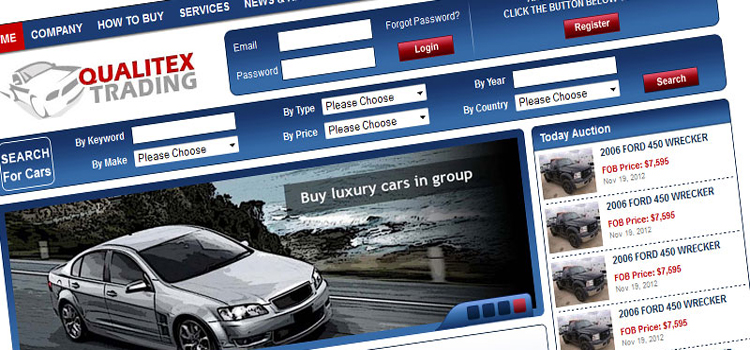 COMPANY
HOW TO BUY
SERVICES
QUALITEX
TRADING
Email
Password
Forgot Password?
Login
CLICK THE BUTTON BELOW
Register
SEARCH
For Cars
By Keyword
By Make Please Choose
By Type Please Choose
By Price Please Choose
By Year
By Country Please Choose
Search
Buy luxury cars in group
Today Auction
2006 FORD 450 WRECKER
FOB Price: $7,595
Nov 19, 2012
2006 FORD 450 WRECKER
FOB Price: $7,595
Nov 19, 2012
2006 FORD 450 WRECKER
FOB Price: $7,595
Nov 19, 2012
2006 FORD 450 WRECKER
FOB Price: $7,595
Nov 19, 2012